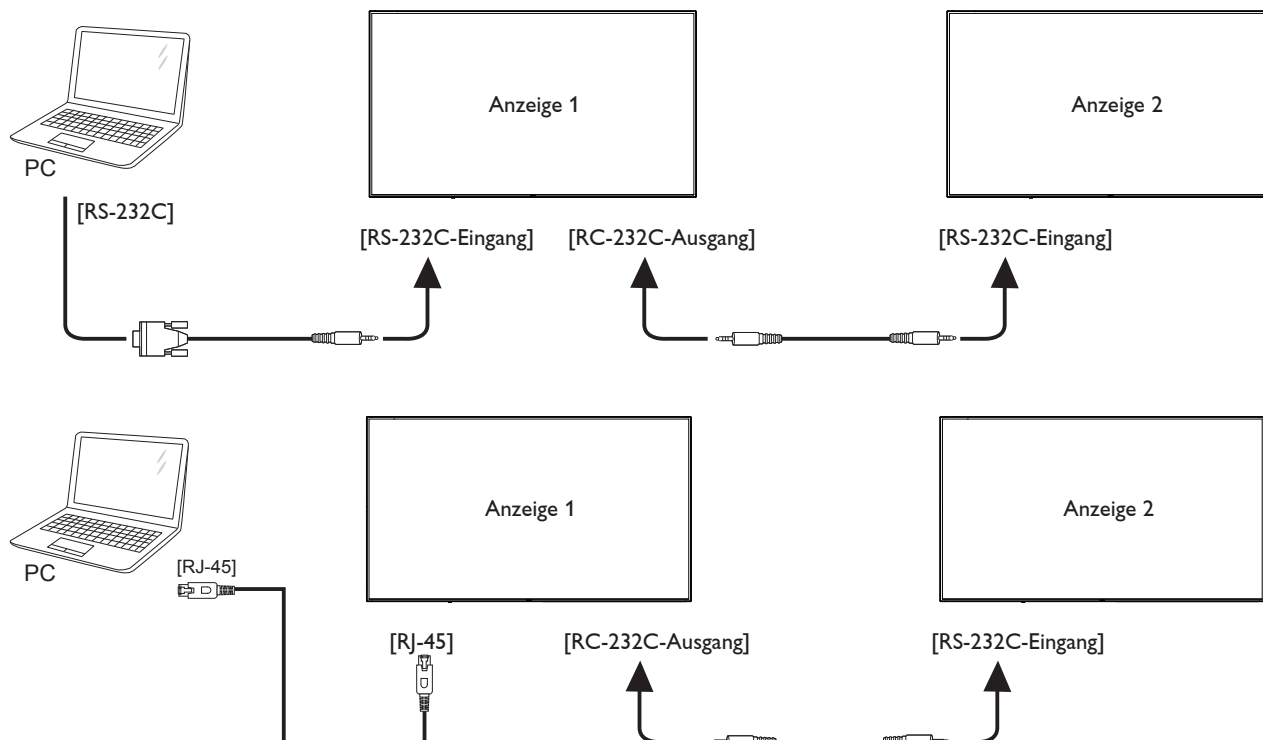 Anzeige 1
Anzeige 2
PC
[RS-232C]
[RS-232C-Eingang]
[RC-232C-Ausgang]
[RS-232C-Eingang]
Anzeige 1
Anzeige 2
PC
[RJ-45]
[RJ-45]
[RC-232C-Ausgang]
[RS-232C-Eingang]